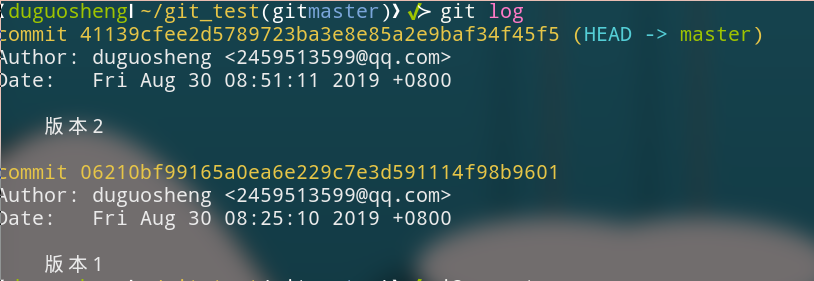 duguosheng ~/git_test(gitmaster) ✓> git log
commit 41139cfee2d5789723ba3e8e85a2e9baf34f45f5 (HEAD -> master)
Author: duguosheng <2459513599@qq.com>
Date:   Fri Aug 30 08:51:11 2019 +0800
版本2
commit 06210bf99165a0ea6e229c7e3d591114f98b9601
Author: duguosheng <2459513599@qq.com>
Date:   Fri Aug 30 08:25:10 2019 +0800
版本1